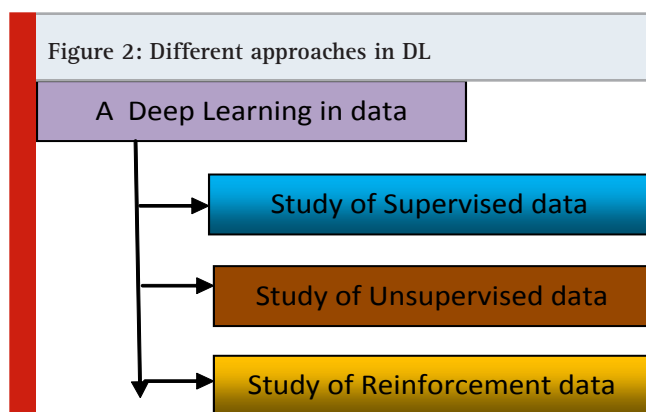 Figure 2: Different approaches in DL
A Deep Learning in data
Study of Supervised data
Study of Unsupervised data
Study of Reinforcement data